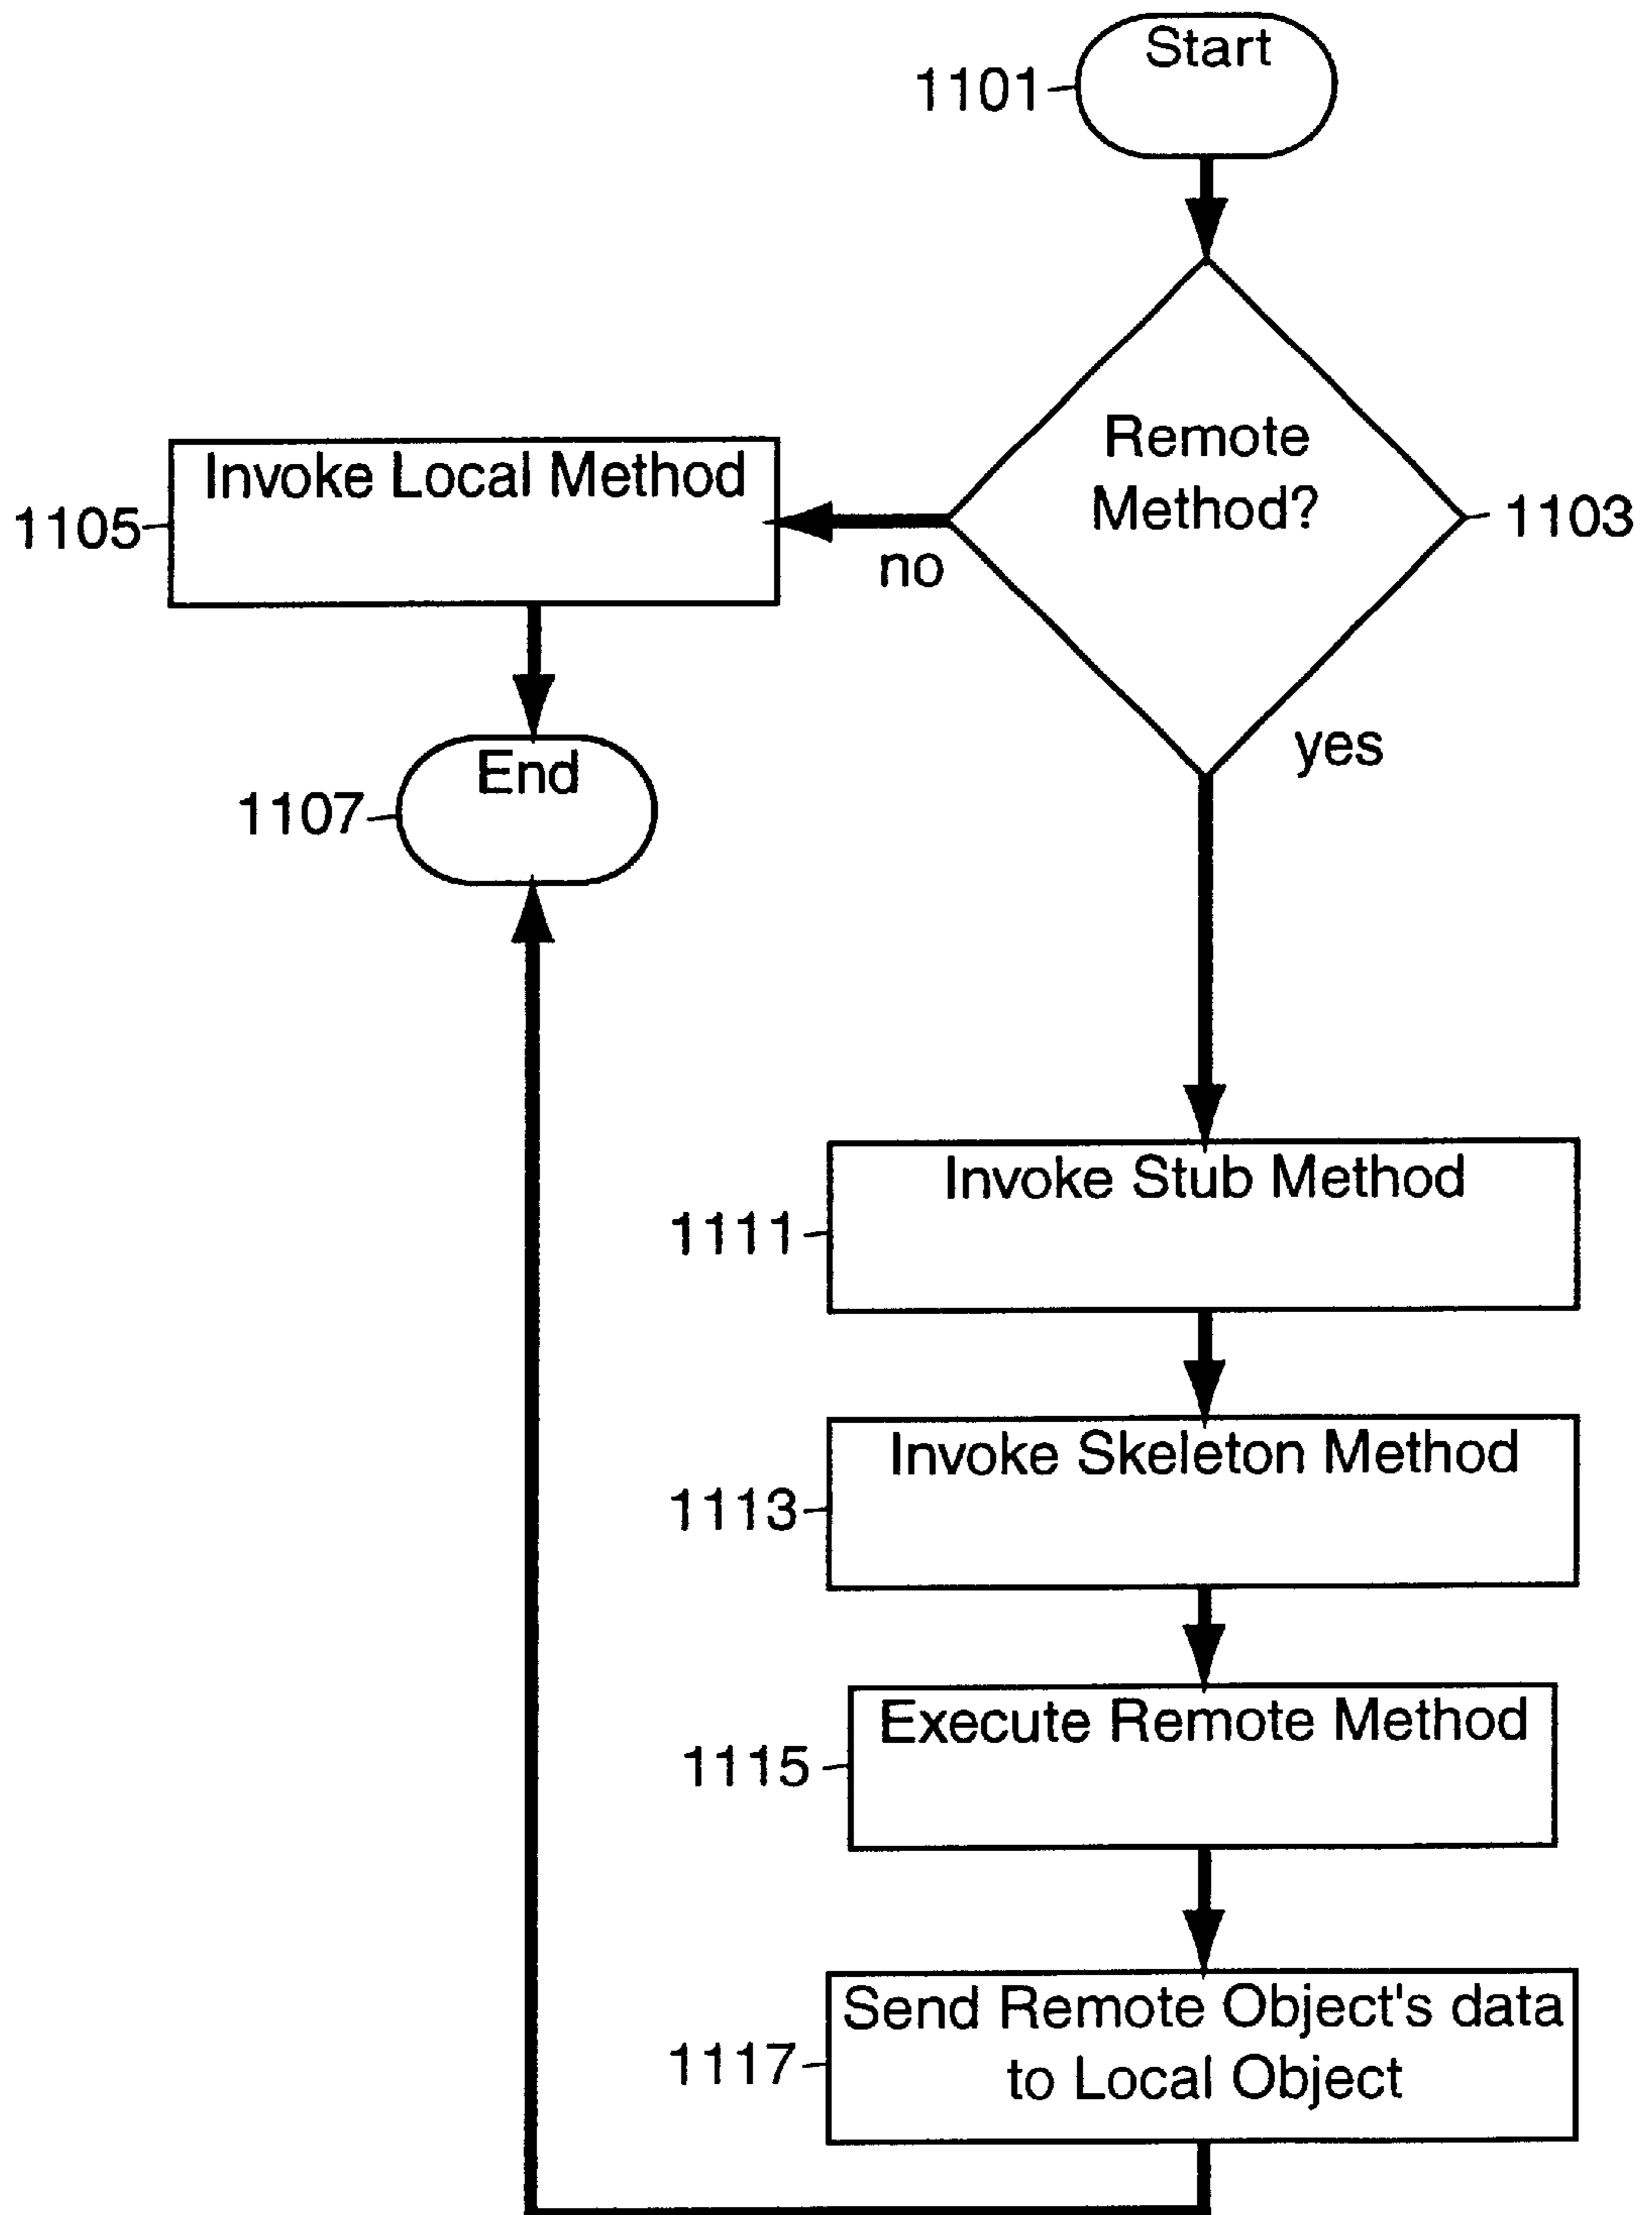 Start
1101
Remote
Method?
1103
Invoke Local Method
1105
no
yes
End
1107
Invoke Stub Method
1111
Invoke Skeleton Method
1113
Execute Remote Method
1115
Send Remote Object's data
to Local Object
1117